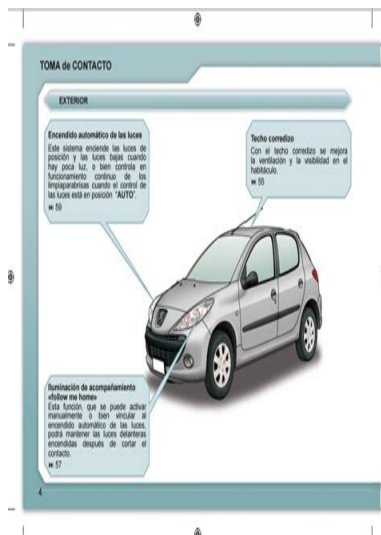 TOMA de CONTACTO
EXTERIOR
Encendido automático de las luces
Este sistema enciende las luces de
posición y las luces bajas cuando
hay poca luz, o bien controla en
funcionamiento continuo de los
limpiaparabrisas cuando el control de
las luces está en posición "AUTO".
59
Techo corredizo
Con el techo corredizo se mejora
la ventilación y la visibilidad en el
habitáculo.
55
Iluminación de acompañamiento
«follow me home»
Esta función, que se puede activar
manualmente o bien vincular al
encendido automático de las luces,
podrá mantener las luces delanteras
encendidas después de cortar el
contacto.
57
4